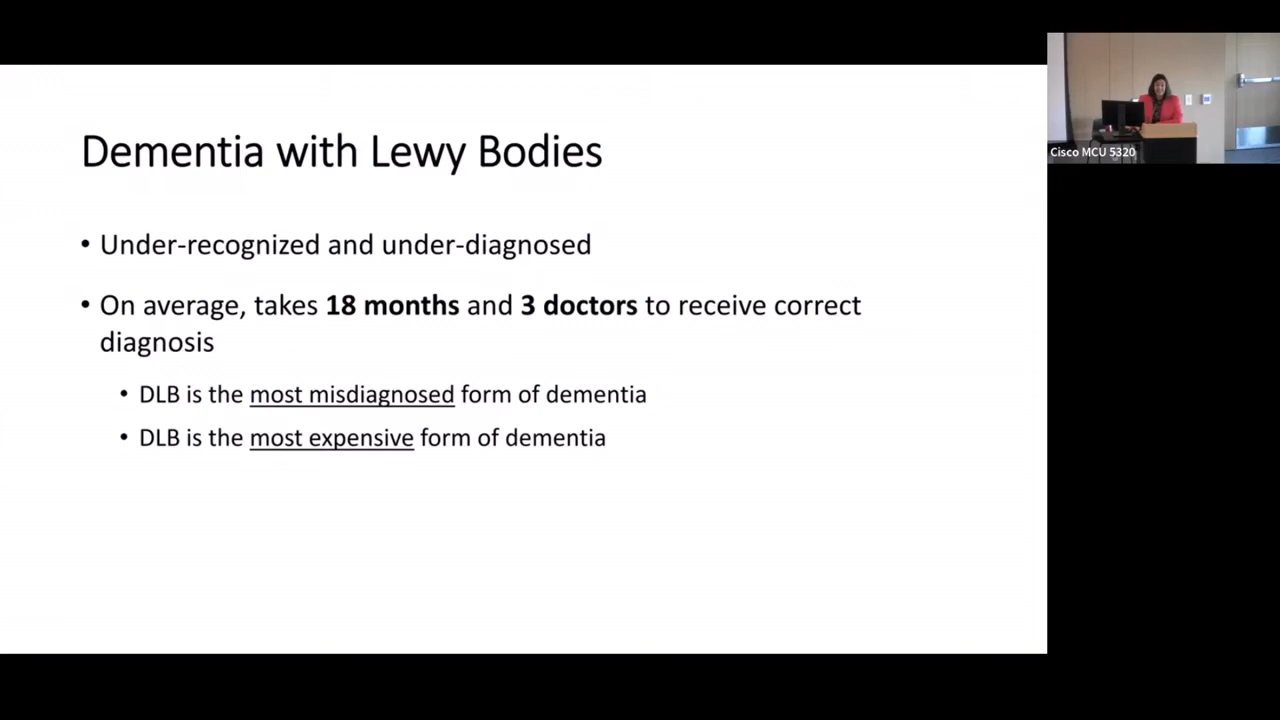 Dementia with Lewy Bodies
• Under-recognized and under-diagnosed
• On average, takes 18 months and 3 doctors to receive correct
diagnosis
• DLB is the most misdiagnosed form of dementia
• DLB is the most expensive form of dementia
Cisco MCU 5320